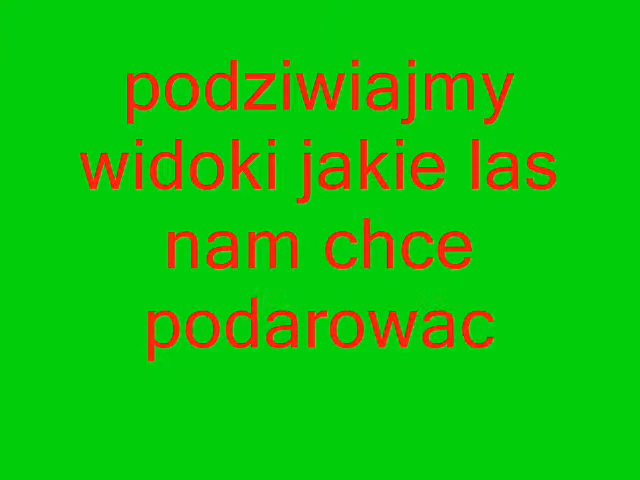 podziwiajmy
widoki jakie las
nam chce
podarowac